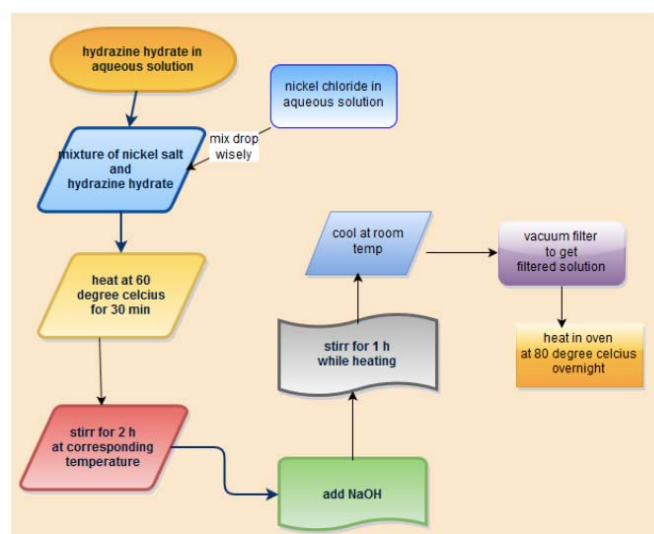 hydrazine hydrate in
aqueous solution
nickel chloride in
aqueous solution
mix drop
wisely
mixture of nickel salt
and
hydrazine hydrate
heat at 60
degree celcius
for 30 min
stirr for 2 h
at corresponding
temperature
add NaOH
stirr for 1 h
while heating
cool at room
temp
vacuum filter
to get
filtered solution
heat in oven
at 80 degree celcius
overnight